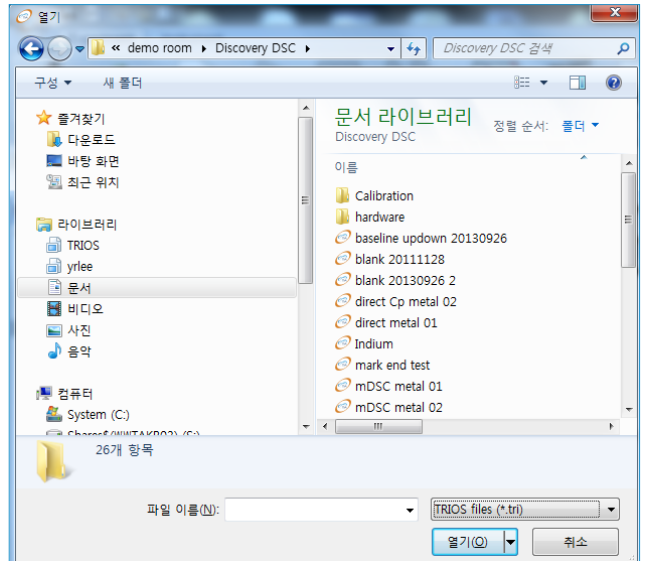 열기
« demo room ▸ Discovery DSC ▸
Discovery DSC 검색
구성 새 폴더
즐겨찾기
다운로드
바탕 화면
최근 위치
라이브러리
TRIOS
yrlee
문서
비디오
사진
음악
컴퓨터
System (C:)
문서 라이브러리
Discovery DSC
정렬 순서: 폴더
이름
Calibration
hardware
baseline updown 20130926
blank 20111128
blank 20130926 2
direct Cp metal 02
direct metal 01
Indium
mark end test
mDSC metal 01
mDSC metal 02
26개 항목
파일 이름(N):
TRIOS files (*.tri)
열기(O) 취소